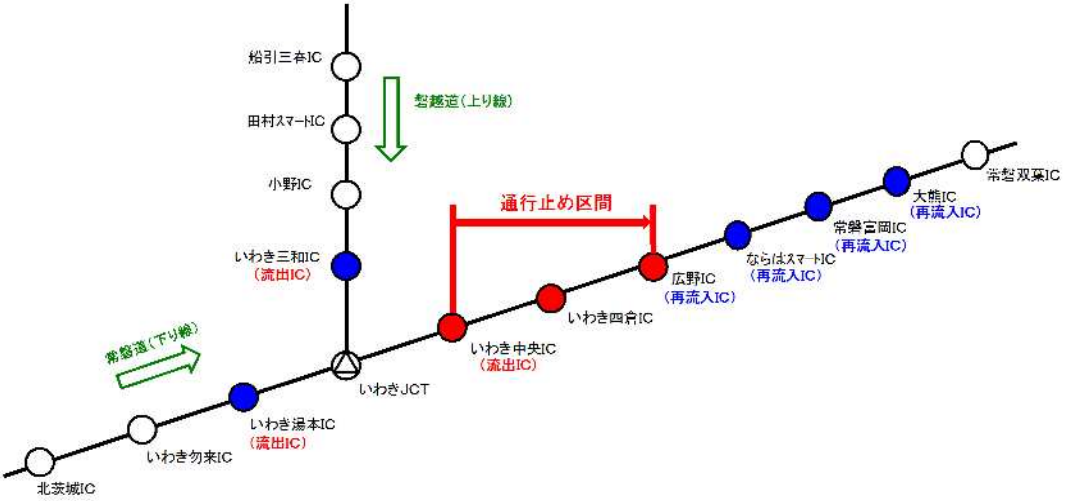 船引三春IC
磐越道(上り線)
田村スマートIC
常磐双葉IC
小野IC
大熊IC
(再流入IC)
通行止め区間
常磐富岡IC
(再流入IC)
いわき三和IC
(流出IC)
ならはスマートIC
(再流入IC)
広野IC
(再流入IC)
いわき四倉IC
常磐道(下り線)
いわき中央IC
(流出IC)
いわきJCT
いわき湯本IC
(流出IC)
いわき勿来IC
北茨城IC